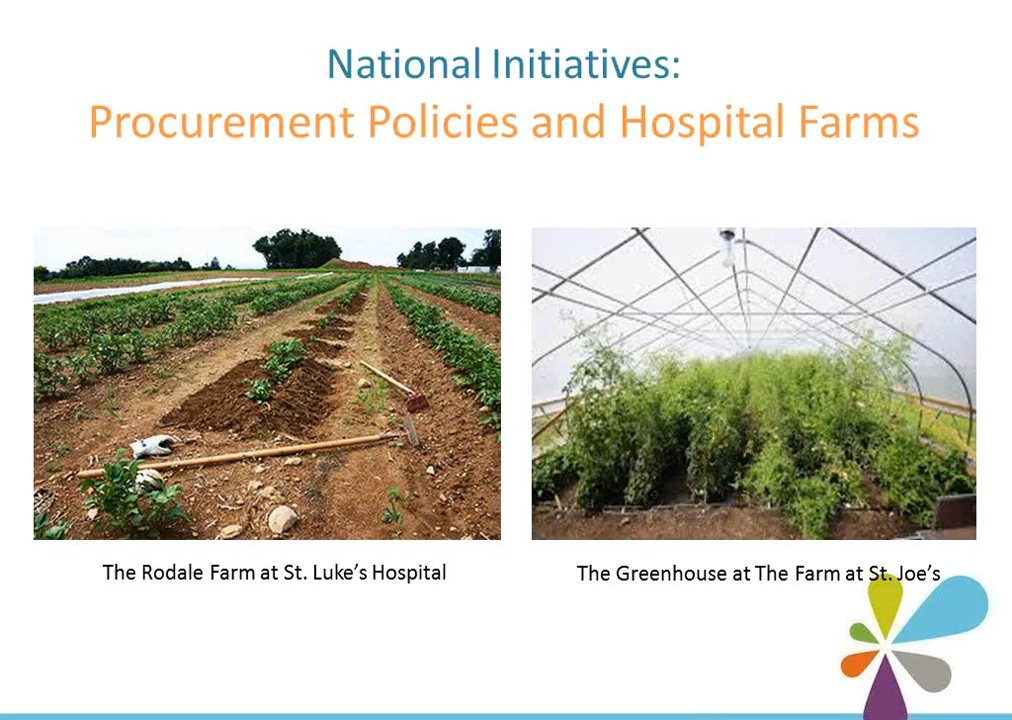 National Initiatives:
Procurement Policies and Hospital Farms
The Rodale Farm at St. Luke’s Hospital
The Greenhouse at The Farm at St. Joe’s